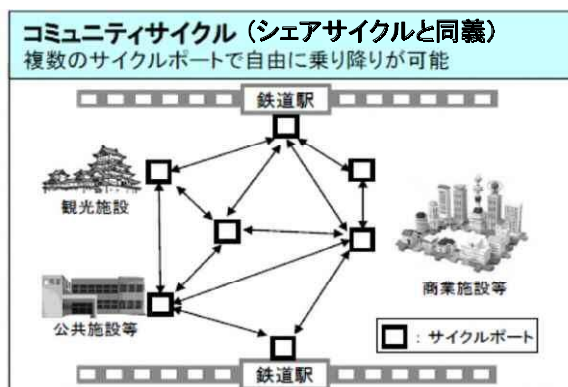 コミュニティサイクル（シェアサイクルと同義）
複数のサイクルポートで自由に乗り降りが可能
鉄道駅
観光施設
商業施設等
公共施設等
：サイクルポート
鉄道駅